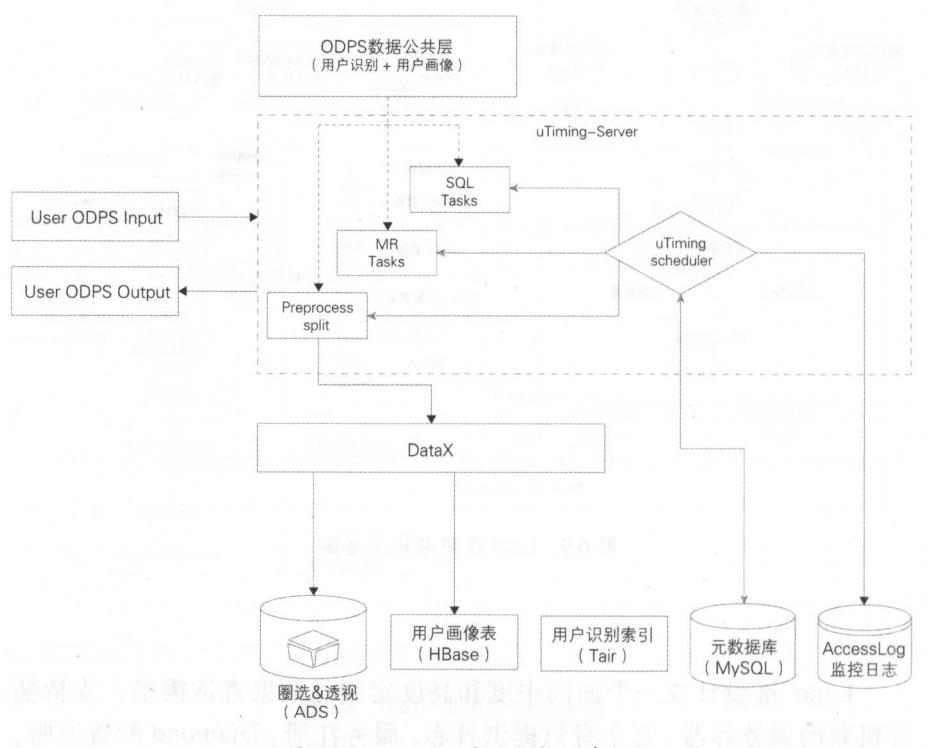 ODPS数据公共层
（用户识别 + 用户画像）
uTiming-Server
SQL
Tasks
User ODPS Input
MR
Tasks
uTiming
scheduler
User ODPS Output
Preprocess
split
DataX
用户画像表
（HBase）
用户识别索引
（Tair）
元数据库
（MySQL）
AccessLog
监控日志
圈选&透视
（ADS）